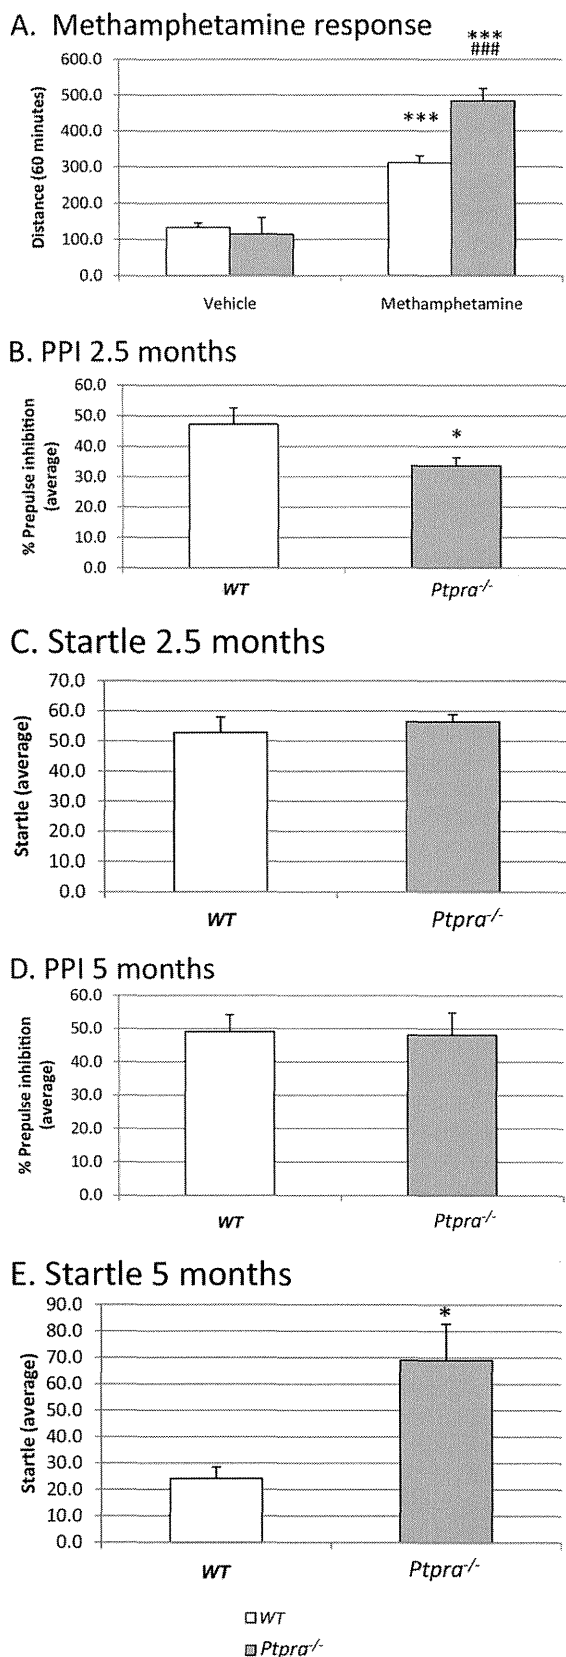 A. Methamphetamine response
***
###
600.0
500.0
***
400.0
300.0
200.0
100.0
0.0
Distance (60 minutes)
Vehicle Methamphetamine
B. PPI 2.5 months
60.0
50.0
*
40.0
30.0
20.0
10.0
0.0
% Prepulse inhibition
(average)
WT Ptpra-/-
C. Startle 2.5 months
70.0
60.0
50.0
40.0
30.0
20.0
10.0
0.0
Startle (average)
WT Ptpra-/-
D. PPI 5 months
60.0
50.0
40.0
30.0
20.0
10.0
0.0
% Prepulse inhibition
(average)
WT Ptpra-/-
E. Startle 5 months
90.0
*
80.0
70.0
60.0
50.0
40.0
30.0
20.0
10.0
0.0
Startle (average)
WT Ptpra-/-
WT
Ptpra-/-